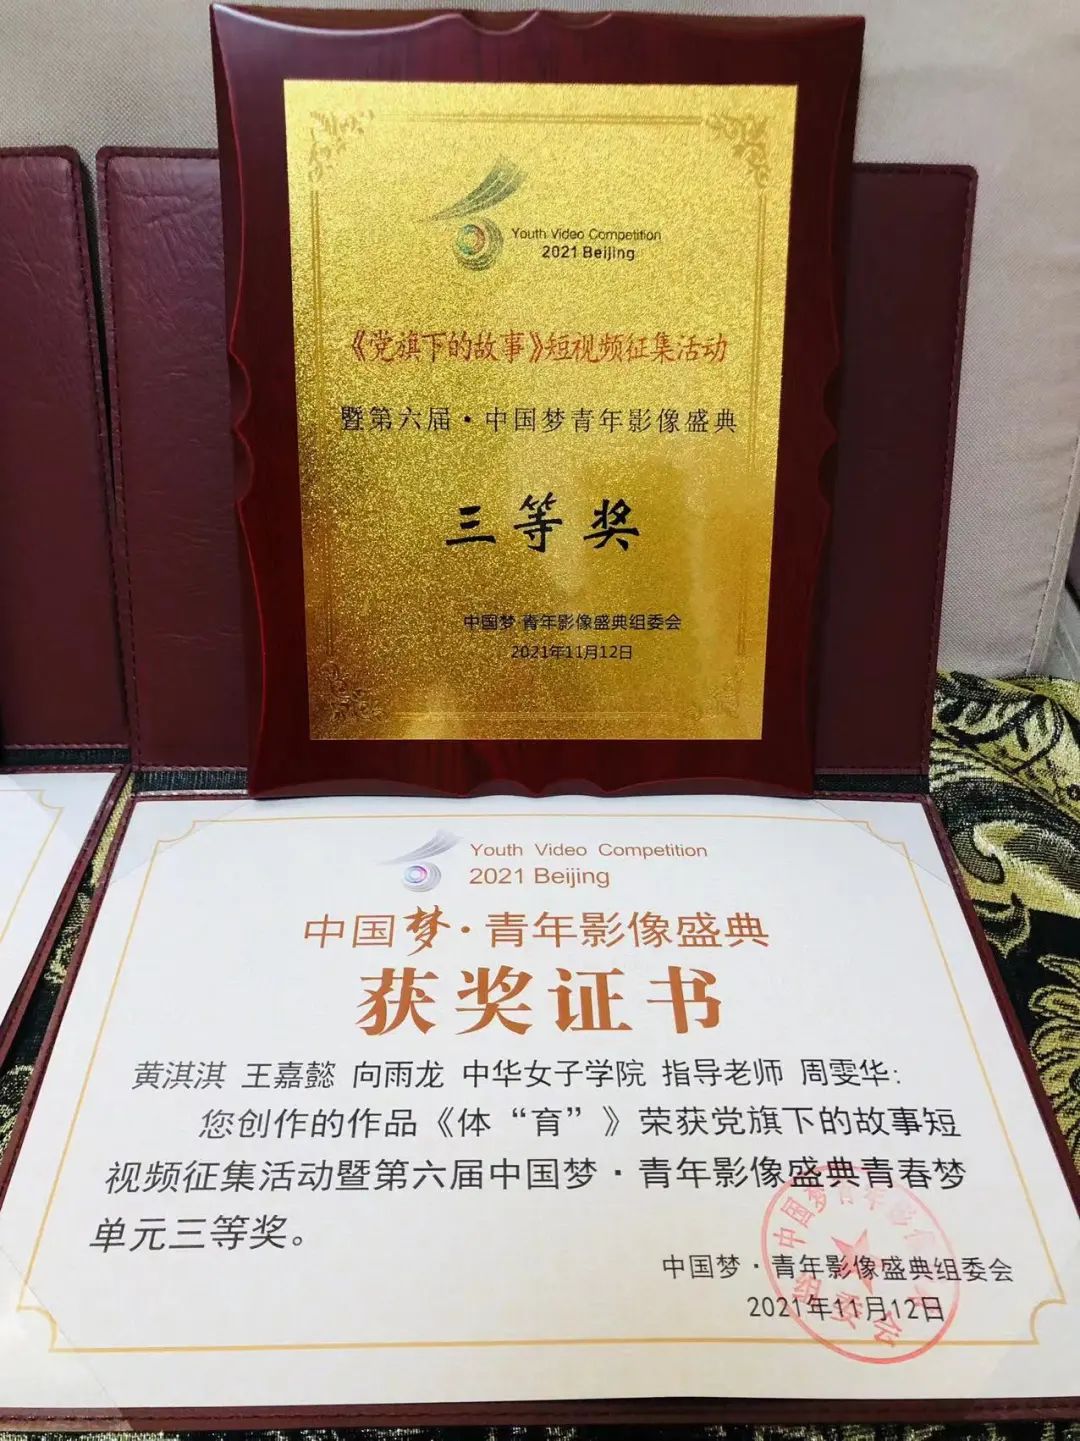 Youth Video Competition
2021 Beijing
《党旗下的故事》短视频征集活动
暨第六届·中国梦青年影像盛典
三等奖
中国梦·青年影像盛典组委会
2021年11月12日
Youth Video Competition
2021 Beijing
中国梦·青年影像盛典
获奖证书
黄淇淇 王嘉懿 向雨龙 中华女子学院 指导老师 周雯华:
您创作的作品《体“育”》荣获党旗下的故事短
视频征集活动暨第六届中国梦·青年影像盛典青春梦
单元三等奖。
中国梦·青年影像盛典组委会
2021年11月12日